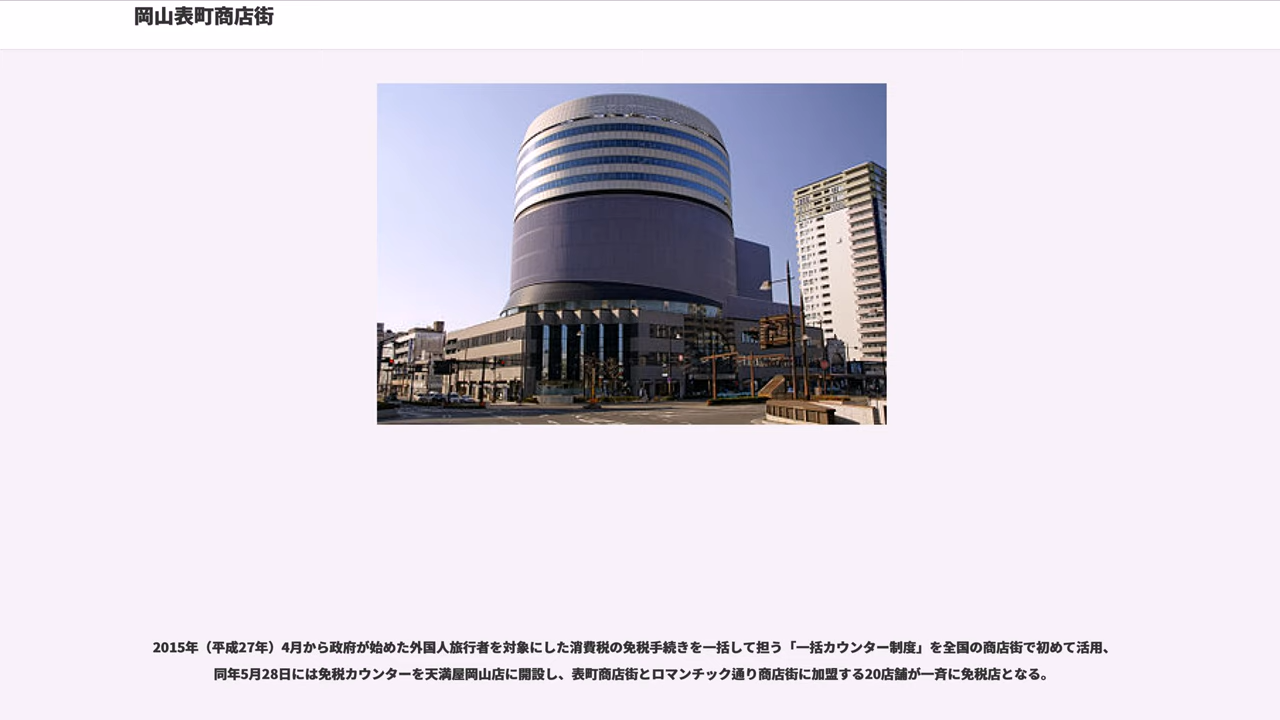 岡山表町商店街
2015年（平成27年）4月から政府が始めた外国人旅行者を対象にした消費税の免税手続きを一括して担う「一括カウンター制度」を全国の商店街で初めて活用、
同年5月28日には免税カウンターを天満屋岡山店に開設し、表町商店街とロマンチック通り商店街に加盟する20店舗が一斉に免税店となる。